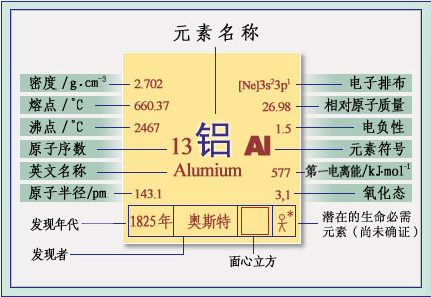 元素名称
密度 /g.cm⁻³ 2.702 [Ne]3s²3p¹ 电子排布
熔点 /℃ 660.37 26.98 相对原子质量
沸点 /℃ 2467 1.5 电负性
原子序数 13 铝 Al 元素符号
英文名称 Alumium 577 第一电离能/kJ·mol⁻¹
原子半径/pm 143.1 3,1 氧化态
发现年代 1825年 奥斯特 * 潜在的生命必需
元素（尚未确证）
发现者 面心立方